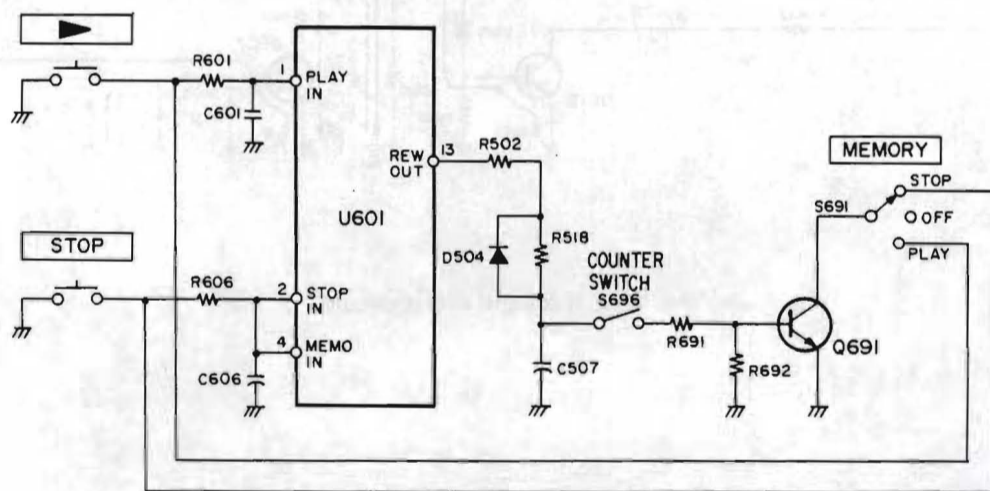 R601
1
PLAY
IN
C601
REW
OUT
13
R502
MEMORY
STOP
S691
OFF
PLAY
U601
D504
R518
STOP
R606
2
STOP
IN
4
MEMO
IN
C606
COUNTER
SWITCH
S696
R691
R692
C507
Q691